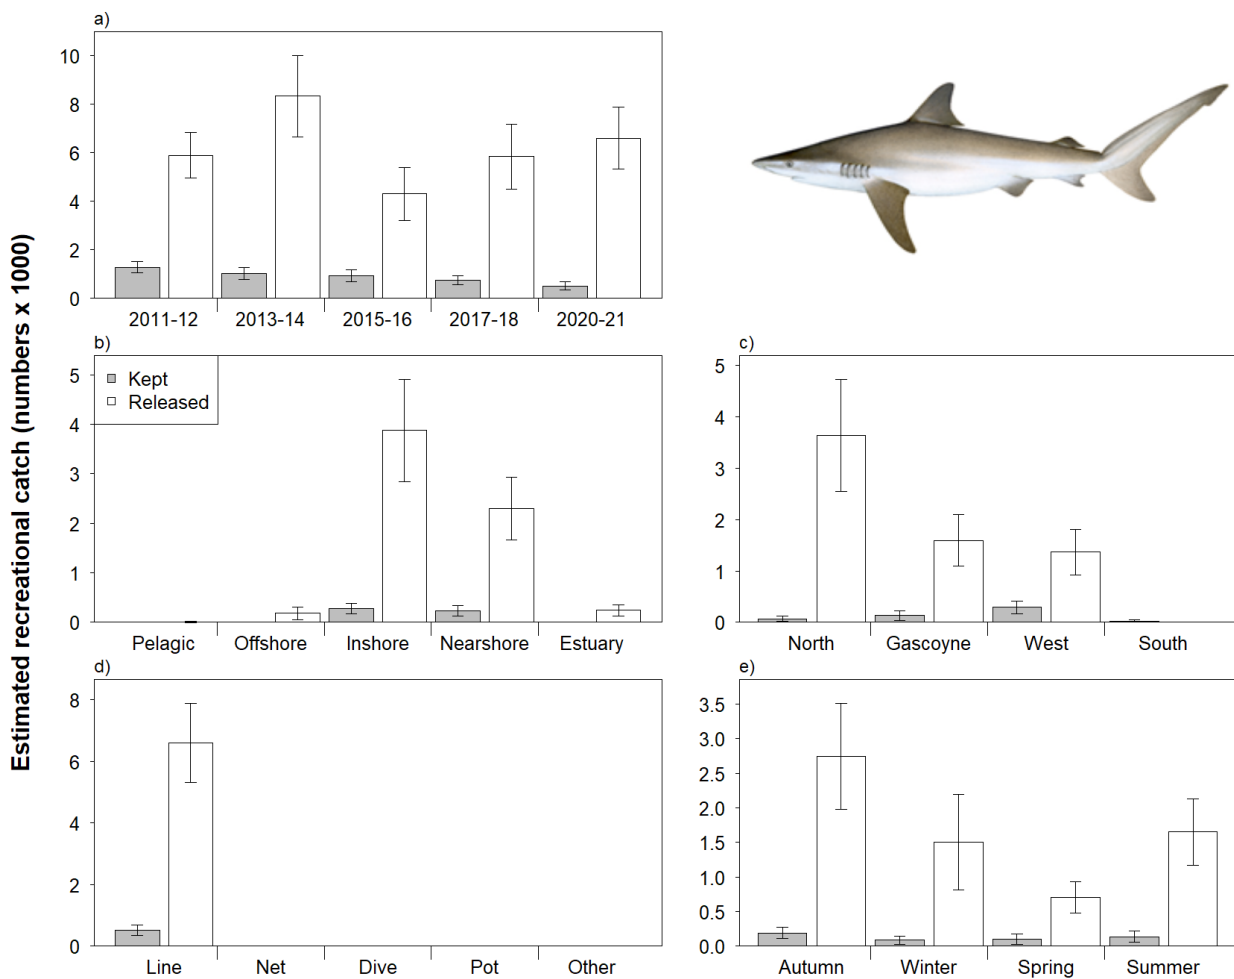 a)
10
8
6
4
2
0
2011-12 2013-14 2015-16 2017-18 2020-21
Estimated recreational catch (numbers x 1000)
b)
Kept
Released
5
4
3
2
1
0
Pelagic Offshore Inshore Nearshore Estuary
c)
5
4
3
2
1
0
North Gascoyne West South
d)
8
6
4
2
0
Line Net Dive Pot Other
e)
3.5
3.0
2.5
2.0
1.5
1.0
0.5
0.0
Autumn Winter Spring Summer